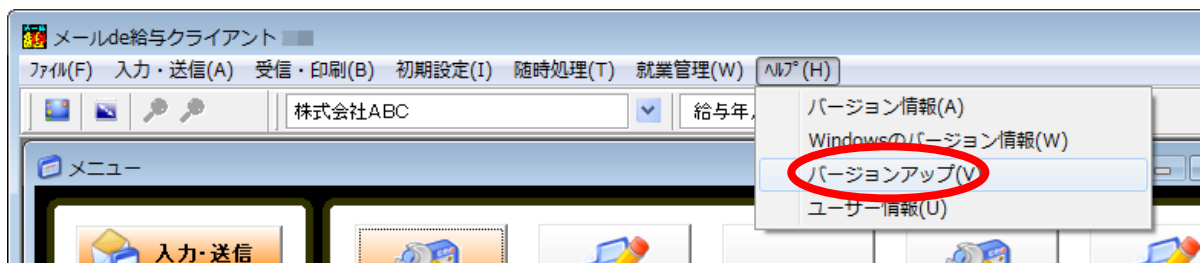 メールde給与クライアント
ﾌｧｲﾙ(F) 入力・送信(A) 受信・印刷(B) 初期設定(I) 随時処理(T) 就業管理(W) ﾍﾙﾌﾟ(H)
株式会社ABC 給与年
バージョン情報(A)
Windowsのバージョン情報(W)
メニュー
バージョンアップ(V)
ユーザー情報(U)
入力・送信